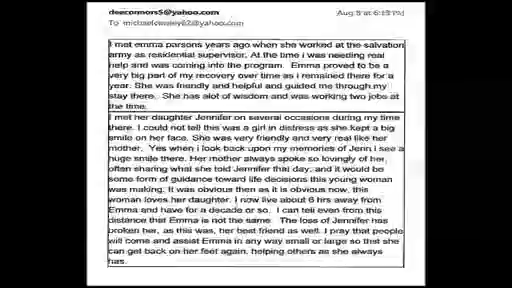 deaconmors5@yahoo.com Aug 8 at 6:13 PM
To
I met emma parsons years ago when she worked at the salvation
army as residential supervisor. At the time i was needing real
help and was coming into the program. Emma proved to be a
very big part of my recovery over time as i remained there for a
year. She was friendly and helpful and guided me through my
stay there. She has alot of wisdom and was working two jobs at
the time.
I met her daughter Jennifer on several occasions during my time
there. I could not tell this was a girl in distress as she kept a big
smile on her face. She was very friendly and very real like her
mother. Yes when i look back upon my memories of Jenn i see a
huge smile there. Her mother always spoke so lovingly of her,
often sharing what she told Jennifer that day, and it would be
some form of guidance toward life decisions this young woman
was making. It was obvious then as it is obvious now, this
woman loves her daughter. I now live about 6 hrs away from
Emma and have for a decade or so. I can tell even from this
distance that Emma is not the same. The loss of Jennifer has
broken her, as this was, her best friend as well. I pray that people
will come and assist Emma in any way small or large so that she
can get back on her feet again, helping others as she always
has.